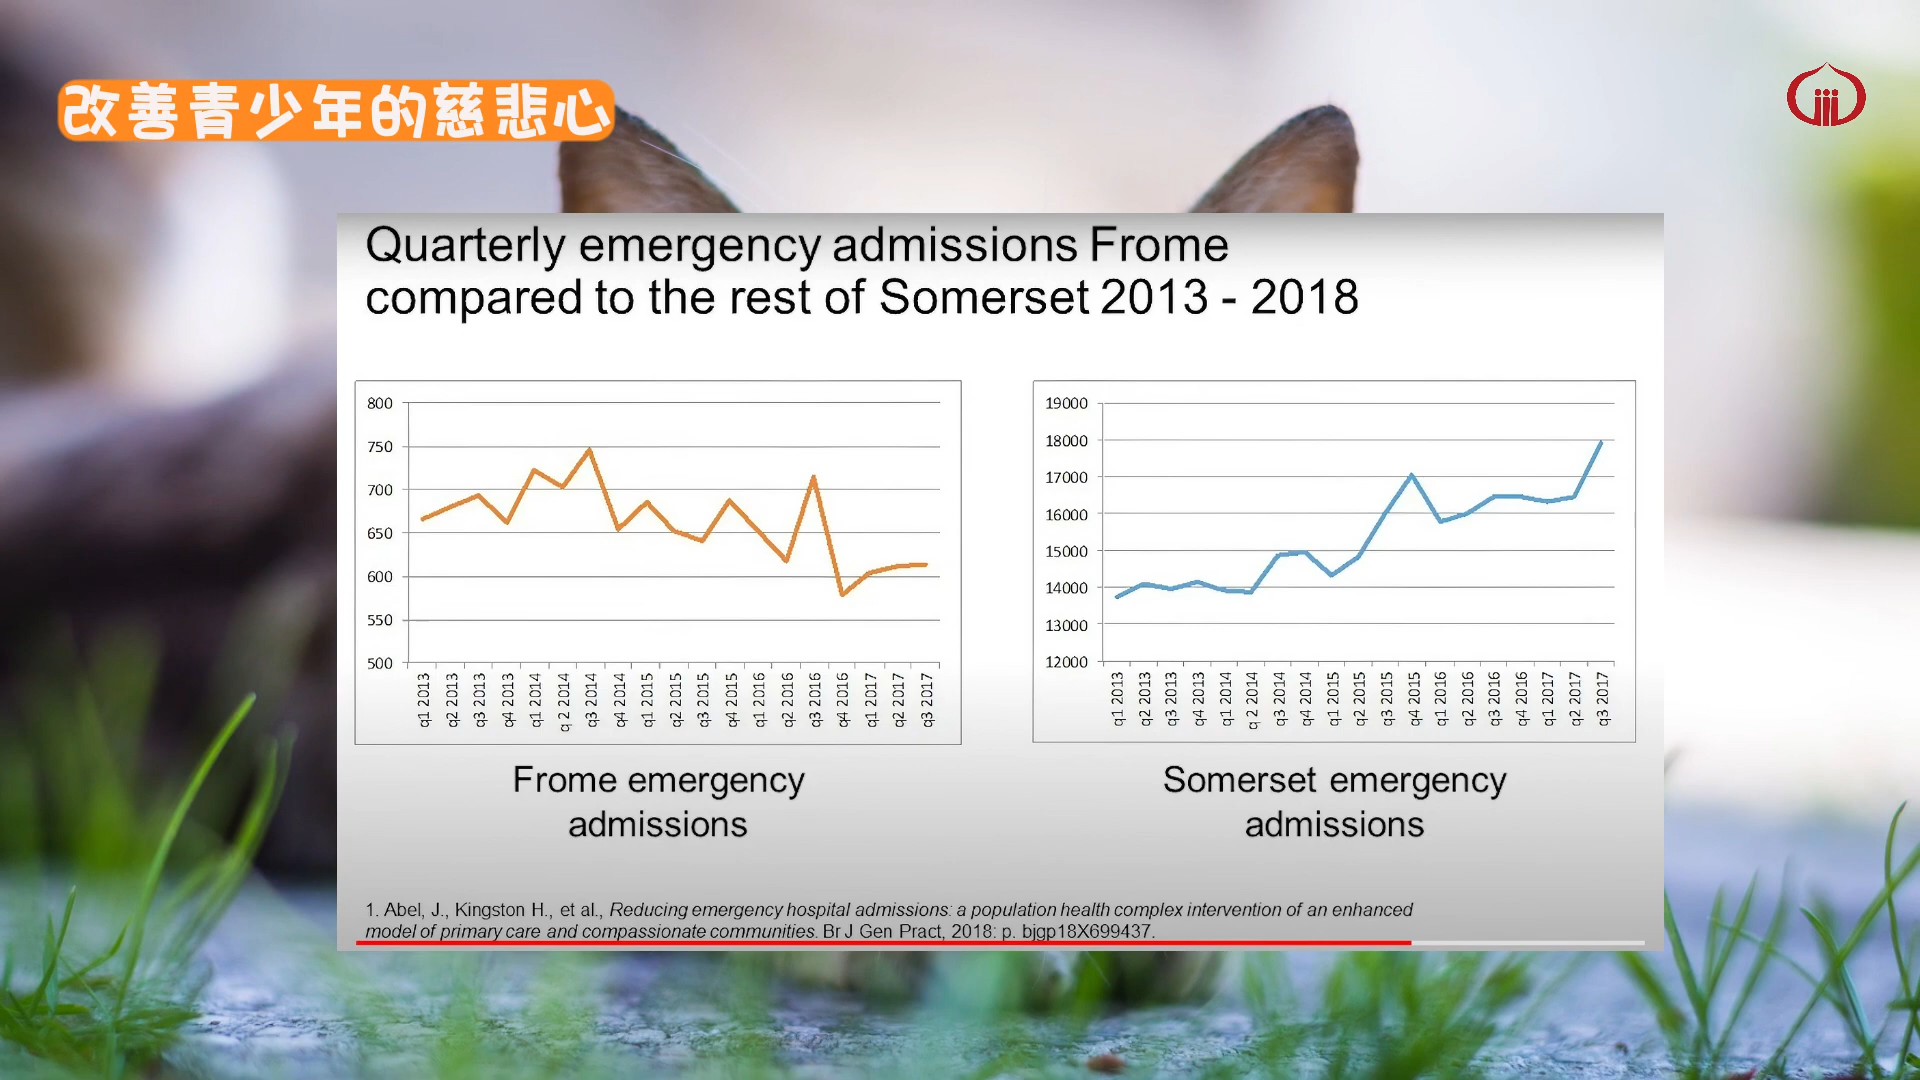 改善青少年的慈悲心
Quarterly emergency admissions Frome
compared to the rest of Somerset 2013 - 2018
800
750
700
650
600
550
500
q1 2013
q2 2013
q3 2013
q4 2013
q1 2014
q 2 2014
q3 2014
q4 2014
q1 2015
q2 2015
q3 2015
q4 2015
q1 2016
q2 2016
q3 2016
q4 2016
q1 2017
q2 2017
q3 2017
Frome emergency
admissions
19000
18000
17000
16000
15000
14000
13000
12000
q1 2013
q2 2013
q3 2013
q4 2013
q1 2014
q 2 2014
q3 2014
q4 2014
q1 2015
q2 2015
q3 2015
q4 2015
q1 2016
q2 2016
q3 2016
q4 2016
q1 2017
q2 2017
q3 2017
Somerset emergency
admissions
1. Abel, J., Kingston H., et al., Reducing emergency hospital admissions: a population health complex intervention of an enhanced
model of primary care and compassionate communities. Br J Gen Pract, 2018: p. bjgp18X699437.